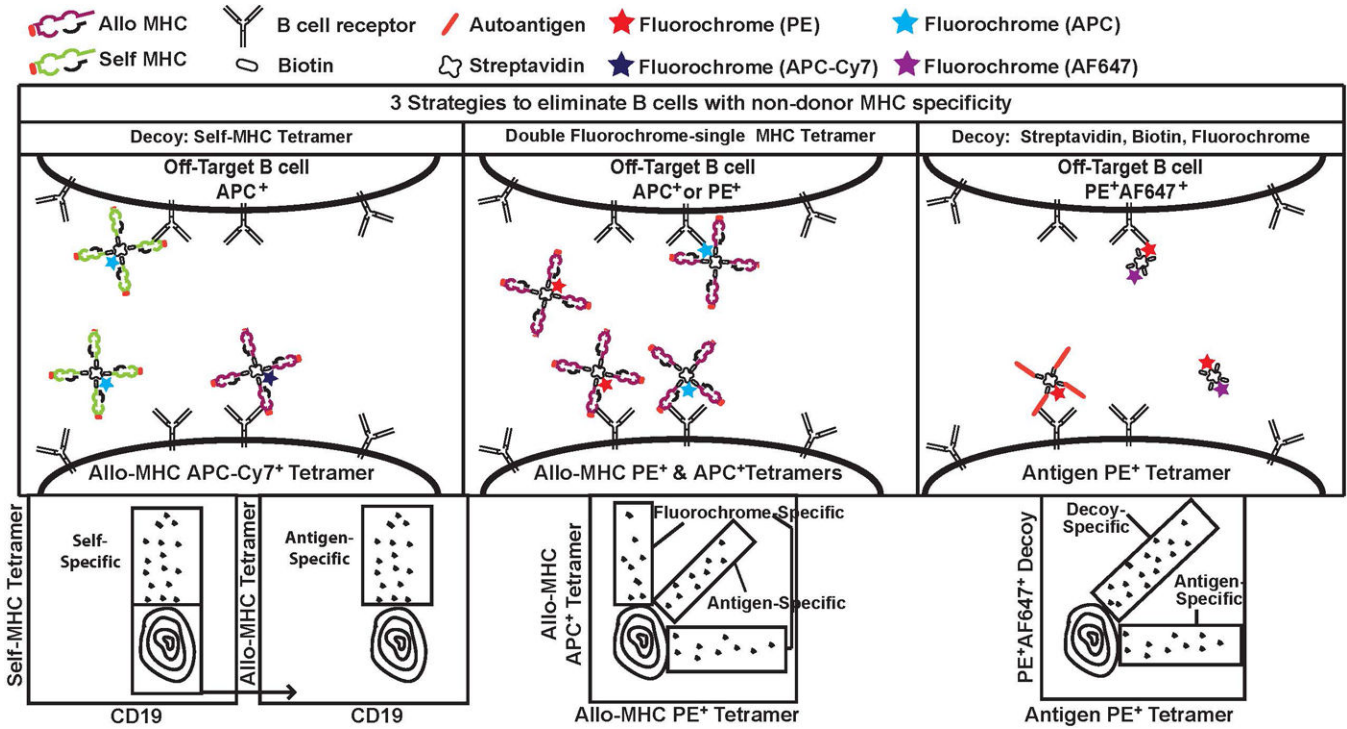 Allo MHC
B cell receptor
Autoantigen
Fluorochrome (PE)
Fluorochrome (APC)
Self MHC
Biotin
Streptavidin
Fluorochrome (APC-Cy7)
Fluorochrome (AF647)
3 Strategies to eliminate B cells with non-donor MHC specificity
Decoy: Self-MHC Tetramer
Double Fluorochrome-single MHC Tetramer
Decoy: Streptavidin, Biotin, Fluorochrome
Off-Target B cell
APC+
Off-Target B cell
APC+ or PE+
Off-Target B cell
PE+AF647+
Allo-MHC APC-Cy7+ Tetramer
Allo-MHC PE+ & APC+Tetramers
Antigen PE+ Tetramer
Self-MHC Tetramer
Self-
Specific
CD19
Allo-MHC Tetramer
Antigen-
Specific
CD19
Allo-MHC
APC+ Tetramer
Fluorochrome-Specific
Antigen-Specific
Allo-MHC PE+ Tetramer
PE+AF647+ Decoy
Decoy-
Specific
Antigen-
Specific
Antigen PE+ Tetramer